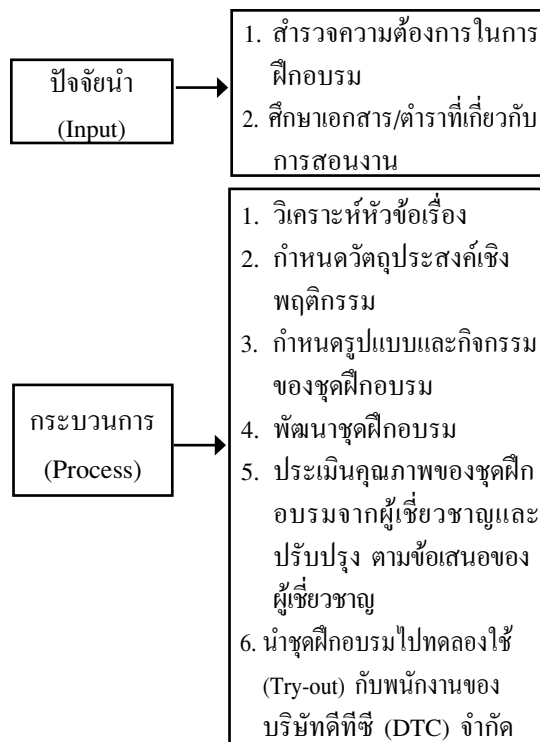 ปัจจัยนำ
(Input)
1. สำรวจความต้องการในการ
ฝึกอบรม
2. ศึกษาเอกสาร/ตำราที่เกี่ยวกับ
การสอนงาน
กระบวนการ
(Process)
1. วิเคราะห์หัวข้อเรื่อง
2. กำหนดวัตถุประสงค์เชิง
พฤติกรรม
3. กำหนดรูปแบบและกิจกรรม
ของชุดฝึกอบรม
4. พัฒนาชุดฝึกอบรม
5. ประเมินคุณภาพของชุดฝึก
อบรมจากผู้เชี่ยวชาญและ
ปรับปรุง ตามข้อเสนอของ
ผู้เชี่ยวชาญ
6. นำชุดฝึกอบรมไปทดลองใช้
(Try-out) กับพนักงานของ
บริษัทดีทีซี (DTC) จำกัด